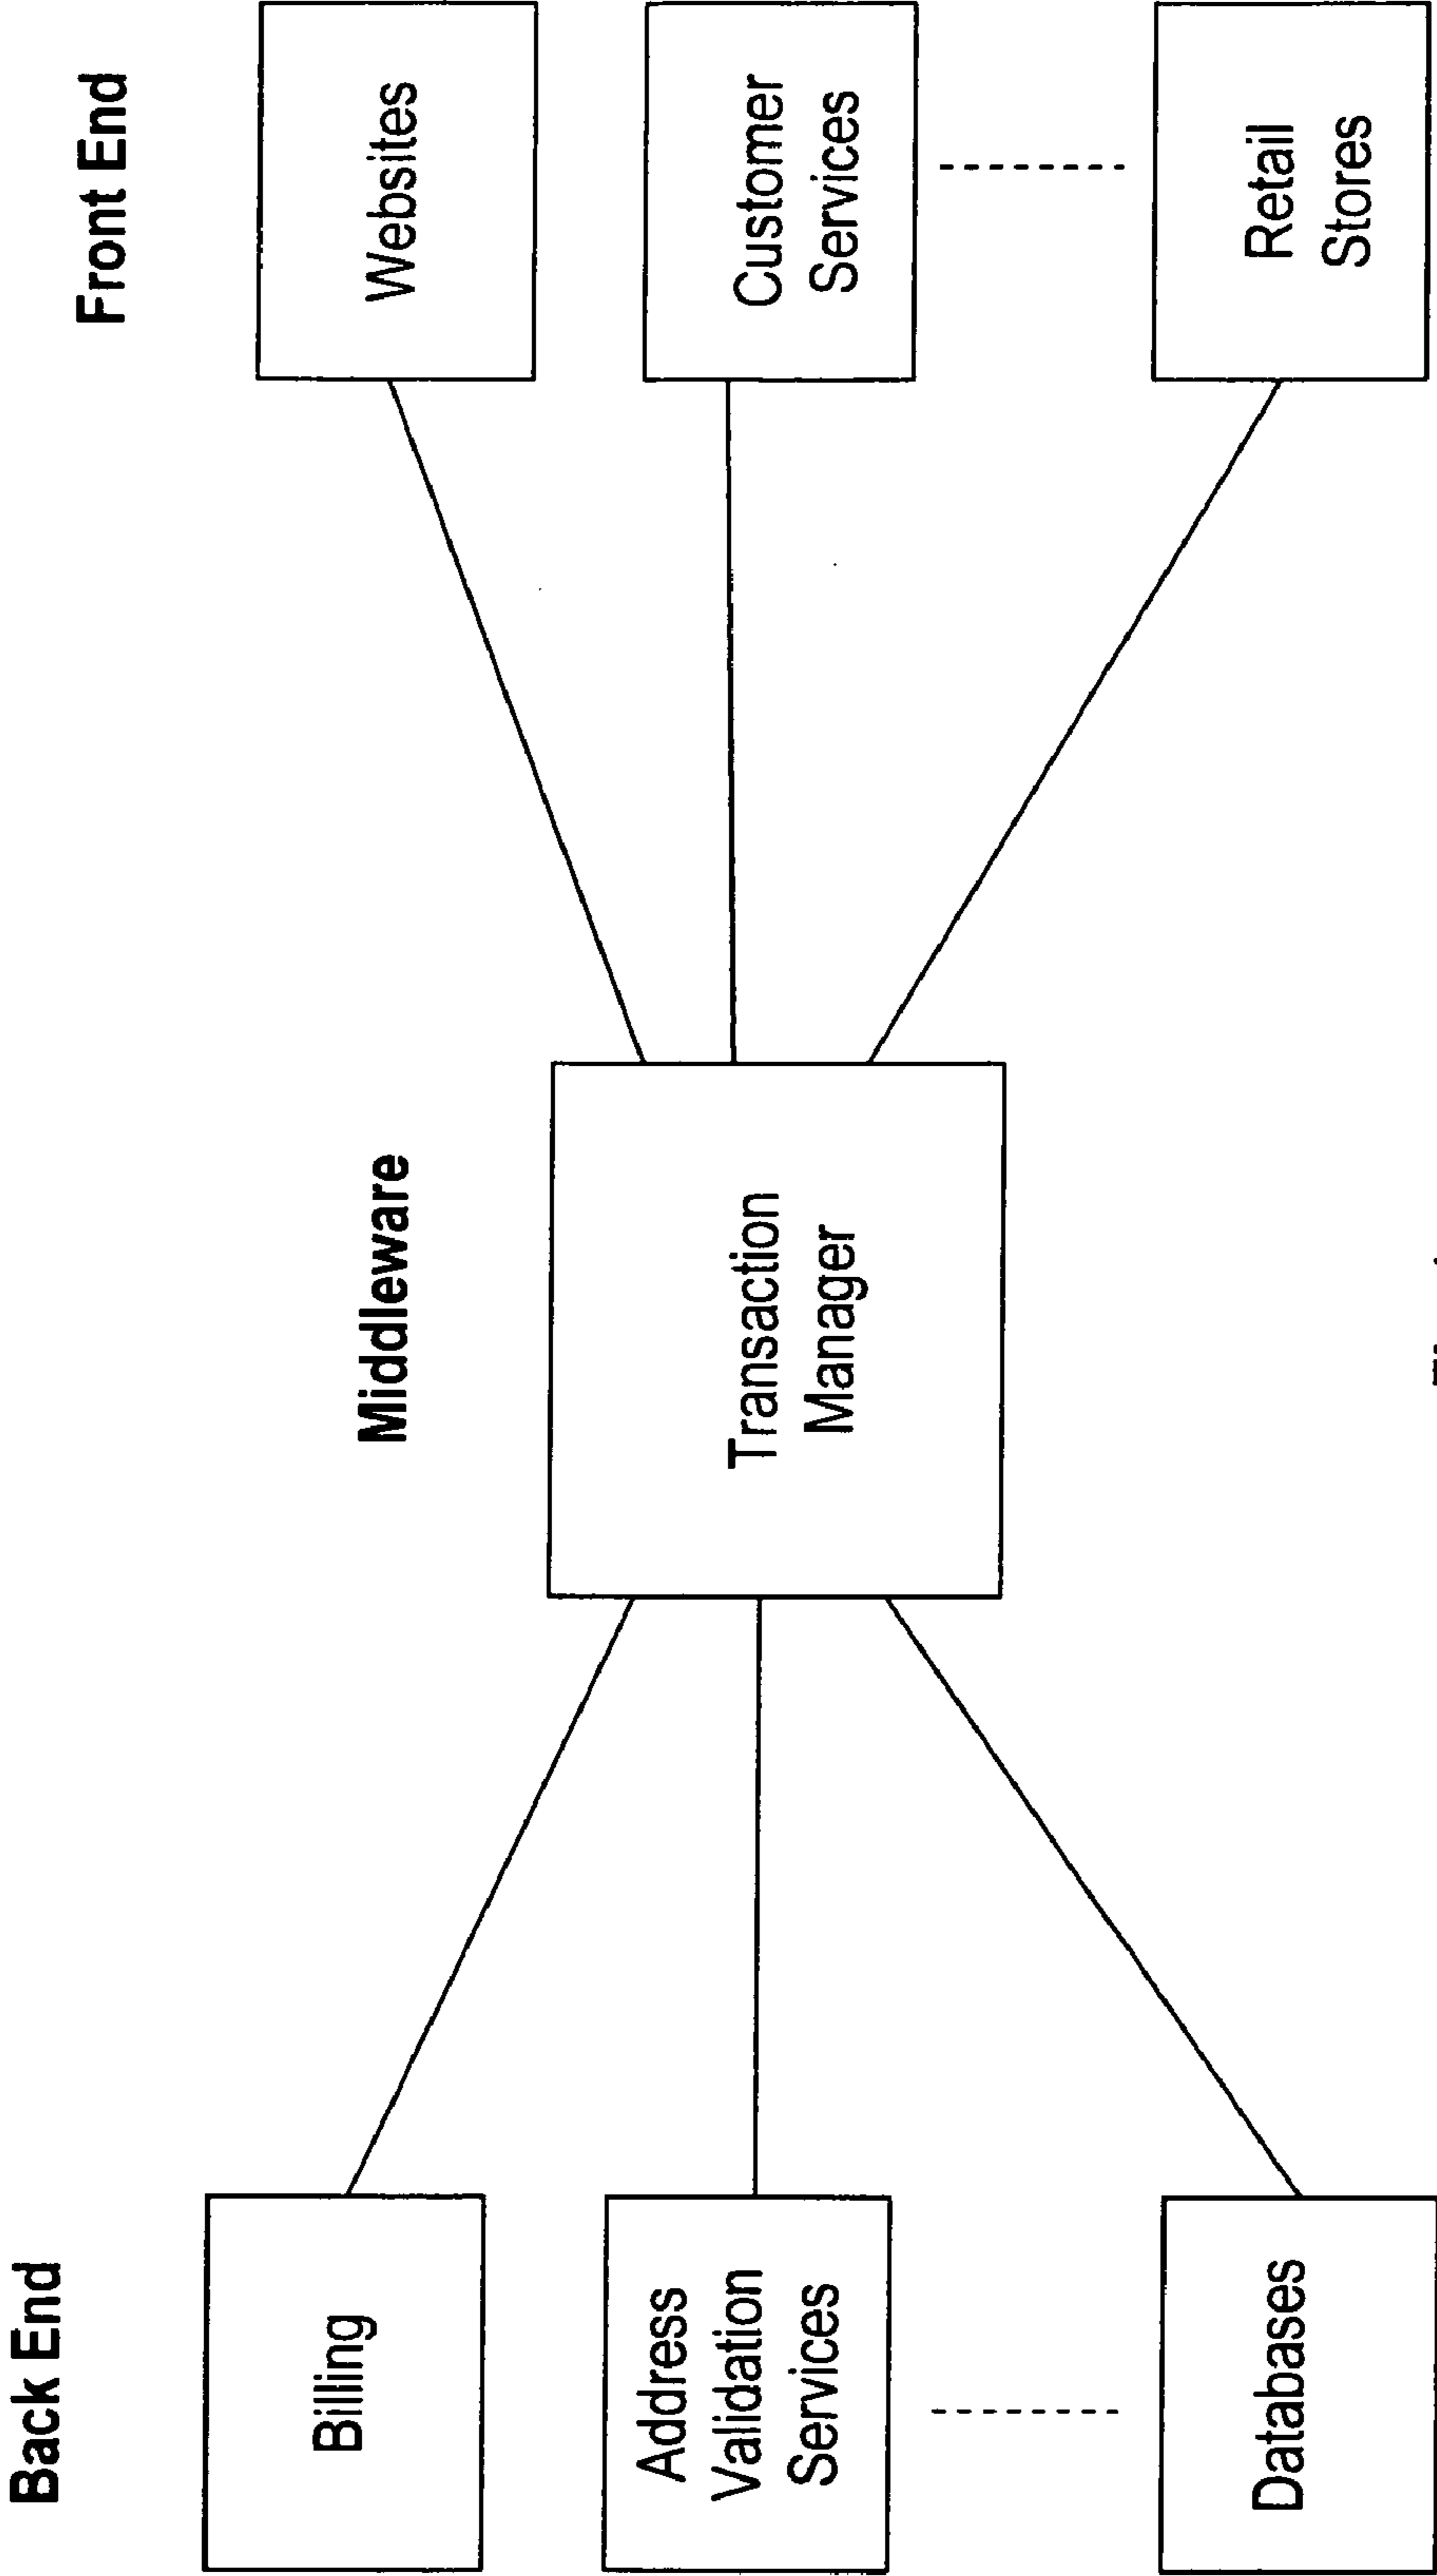 Back End
Middleware
Front End
Billing
Address
Validation
Services
Databases
Transaction
Manager
Websites
Customer
Services
Retail
Stores